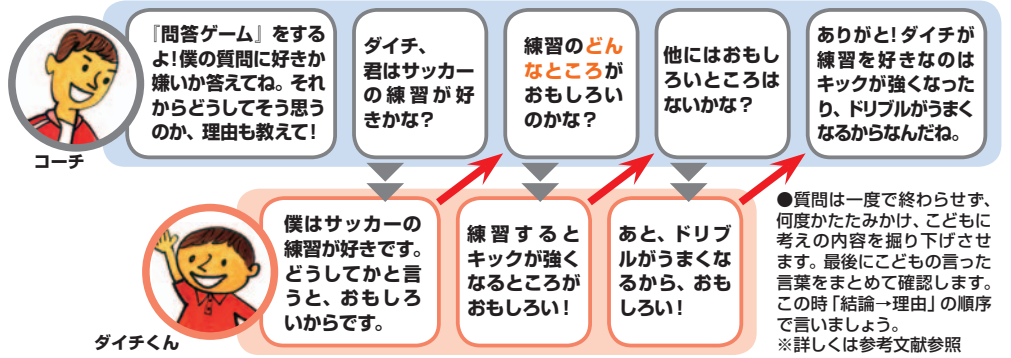 『問答ゲーム』をする
よ!僕の質問に好きか
嫌いか答えてね。それ
からどうしてそう思う
のか、理由も教えて!
コーチ
ダイチ、
君はサッカー
の練習が好
きかな?
僕はサッカーの
練習が好きです。
どうしてかと言
うと、おもしろ
いからです。
ダイチくん
練習のどん
なところが
おもしろい
のかな?
練習すると
キックが強く
なるところが
おもしろい!
他にはおもし
ろいところは
ないかな?
あと、ドリブ
ルがうまくな
るから、おも
しろい!
ありがと!ダイチが
練習を好きなのは
キックが強くなった
り、ドリブルがうまく
なるからなんだね。
●質問は一度で終わらせず、
何度かたたみかけ、こどもに
考えの内容を掘り下げさせ
ます。最後にこどもの言った
言葉をまとめて確認します。
この時「結論→理由」の順序
で言いましょう。
※詳しくは参考文献参照